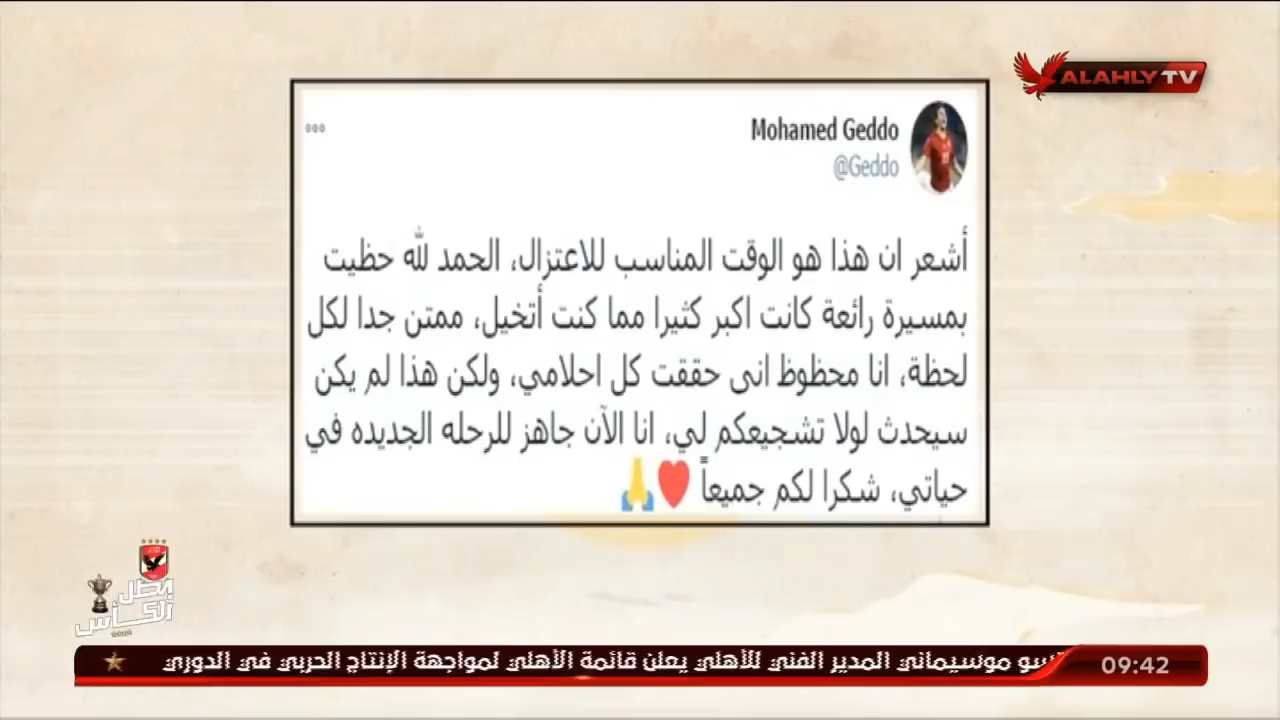 ALAHLY TV
Mohamed Geddo
@Geddo
أشعر ان هذا هو الوقت المناسب للاعتزال، الحمد لله حظيت
بمسيرة رائعة كانت اكبر كثيرا مما كنت أتخيل، ممتن جدا لكل
لحظة، انا محظوظ انى حققت كل احلامي، ولكن هذا لم يكن
سيحدث لولا تشجيعكم لي، انا الآن جاهز للرحله الجديده في
حياتي، شكرا لكم جميعاً ❤️🙏
بطل
الكأس
موسيماني المدير الفني للأهلي يعلن قائمة الأهلي لمواجهة الإنتاج الحربي في الدوري
09:42